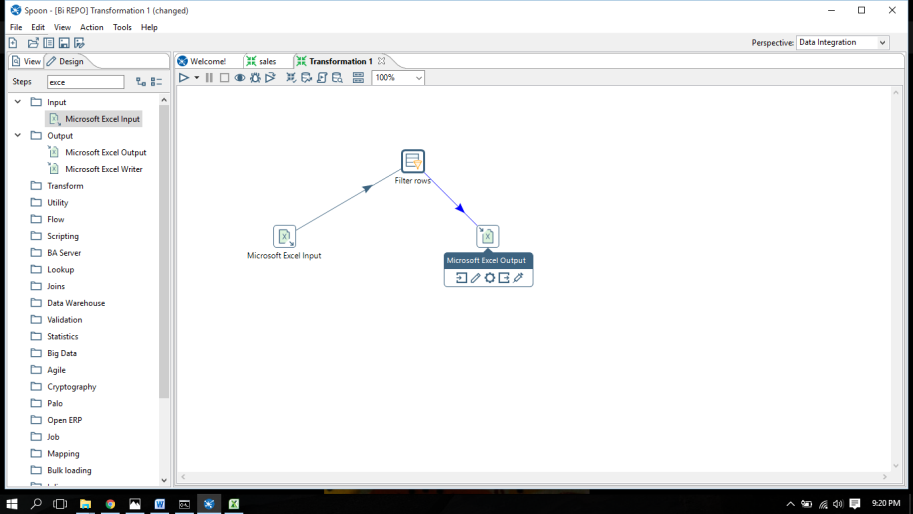 Spoon - [Bi REPO] Transformation 1 (changed)
File Edit View Action Tools Help
Perspective: Data Integration
View Design
Welcome! sales Transformation 1
Steps exce
100%
Input
Microsoft Excel Input
Output
Microsoft Excel Output
Microsoft Excel Writer
Transform
Utility
Flow
Scripting
BA Server
Lookup
Joins
Data Warehouse
Validation
Statistics
Big Data
Agile
Cryptography
Palo
Open ERP
Job
Mapping
Bulk loading
Filter rows
Microsoft Excel Input
Microsoft Excel Output
9:20 PM